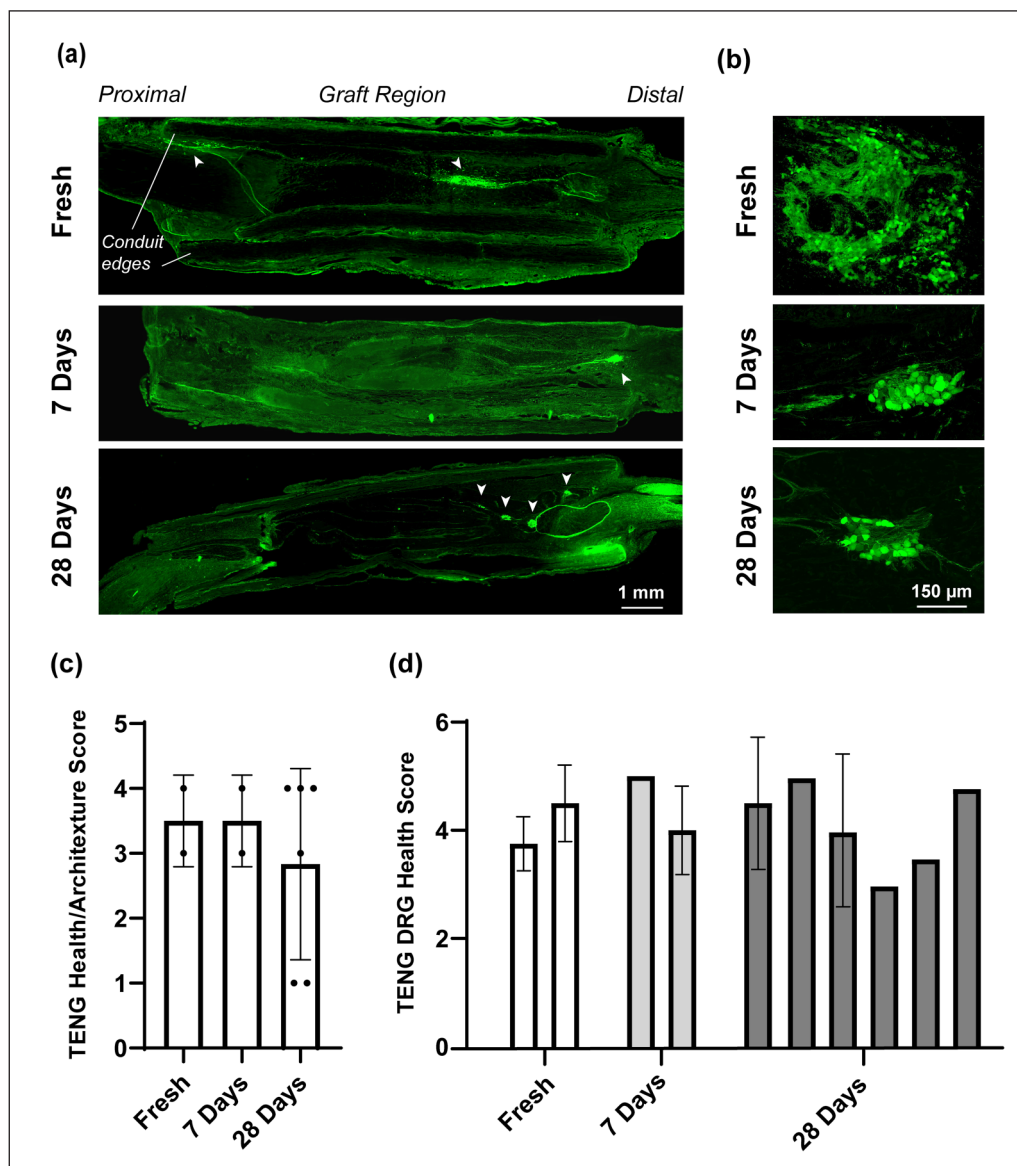 (a)
Proximal
Graft Region
Distal
Fresh
Conduit
edges
7 Days
28 Days
1 mm
(b)
Fresh
7 Days
28 Days
150 µm
(c)
TENG Health/Architexture Score
5
4
3
2
1
0
Fresh
7 Days
28 Days
(d)
TENG DRG Health Score
6
4
2
0
Fresh
7 Days
28 Days